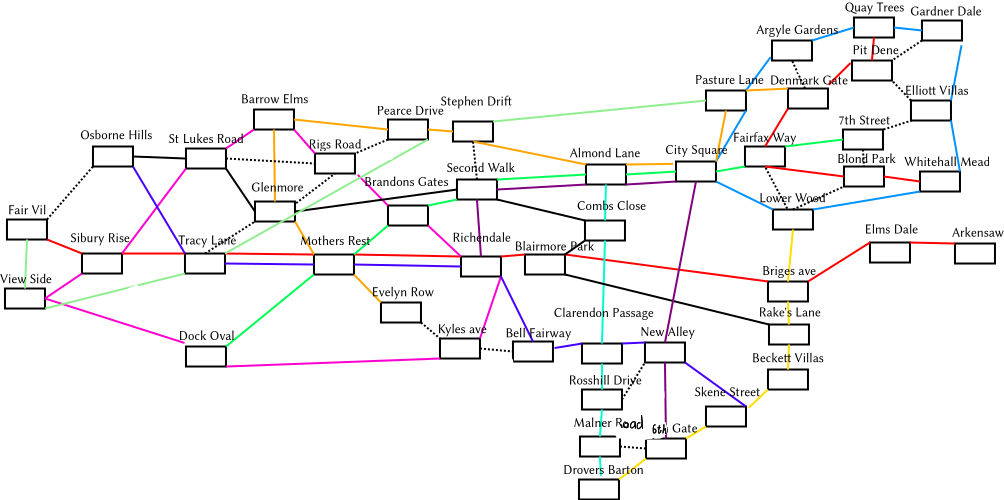 Quay Trees
Gardner Dale
Argyle Gardens
Pit Dene
Pasture Lane
Denmark Gate
Elliott Villas
Barrow Elms
Pearce Drive
Stephen Drift
7th Street
Osborne Hills
St Lukes Road
Rigs Road
Fairfax Way
City Square
Almond Lane
Blond Park
Whitehall Mead
Second Walk
Brandons Gates
Glenmore
Lower Wood
Combs Close
Fair Vil
Sibury Rise
Tracy Lane
Mothers Rest
Richendale
Blairmore Park
Elms Dale
Arkensaw
View Side
Briges ave
Evelyn Row
Clarendon Passage
Rake's Lane
Dock Oval
Kyles ave
Bell Fairway
New Alley
Beckett Villas
Rosshill Drive
Skene Street
Malner Road
6th Gate
Drovers Barton